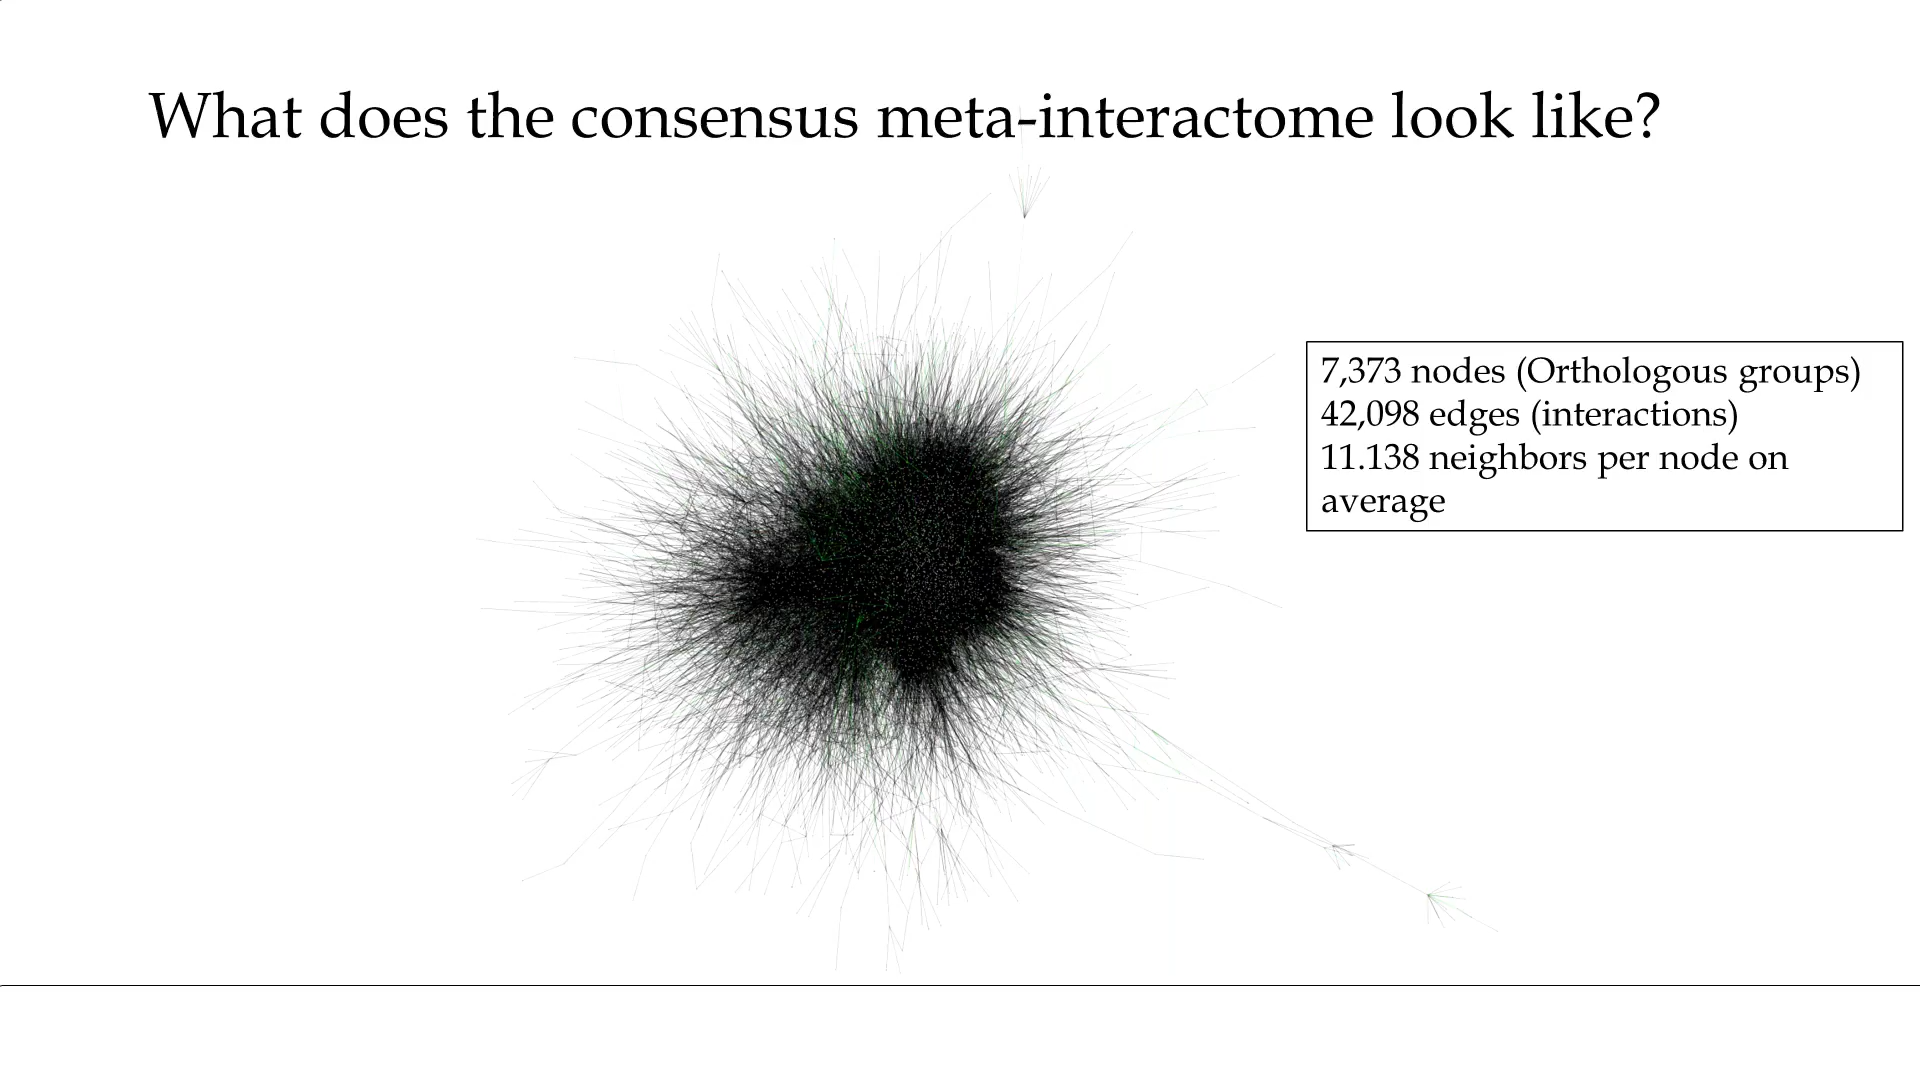 What does the consensus meta-interactome look like?
7,373 nodes (Orthologous groups)
42,098 edges (interactions)
11.138 neighbors per node on
average